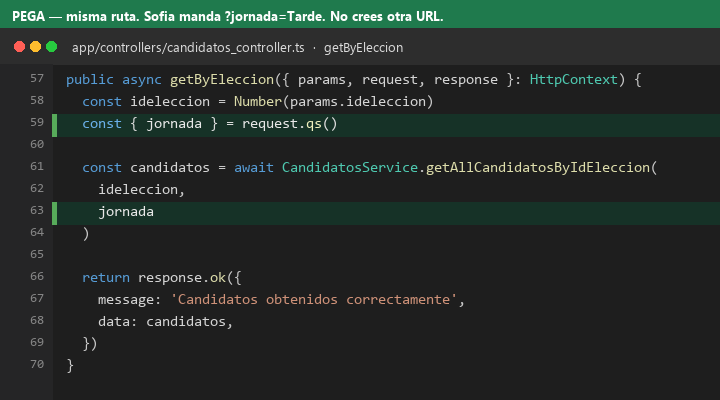 PEGA — misma ruta. Sofia manda ?jornada=Tarde. No crees otra URL.
app/controllers/candidatos_controller.ts · getByEleccion
57 public async getByEleccion({ params, request, response }: HttpContext) {
58 const ideleccion = Number(params.ideleccion)
59 const { jornada } = request.qs()
60
61 const candidatos = await CandidatosService.getAllCandidatosByIdEleccion(
62 ideleccion,
63 jornada
64 )
65
66 return response.ok({
67 message: 'Candidatos obtenidos correctamente',
68 data: candidatos,
69 })
70 }